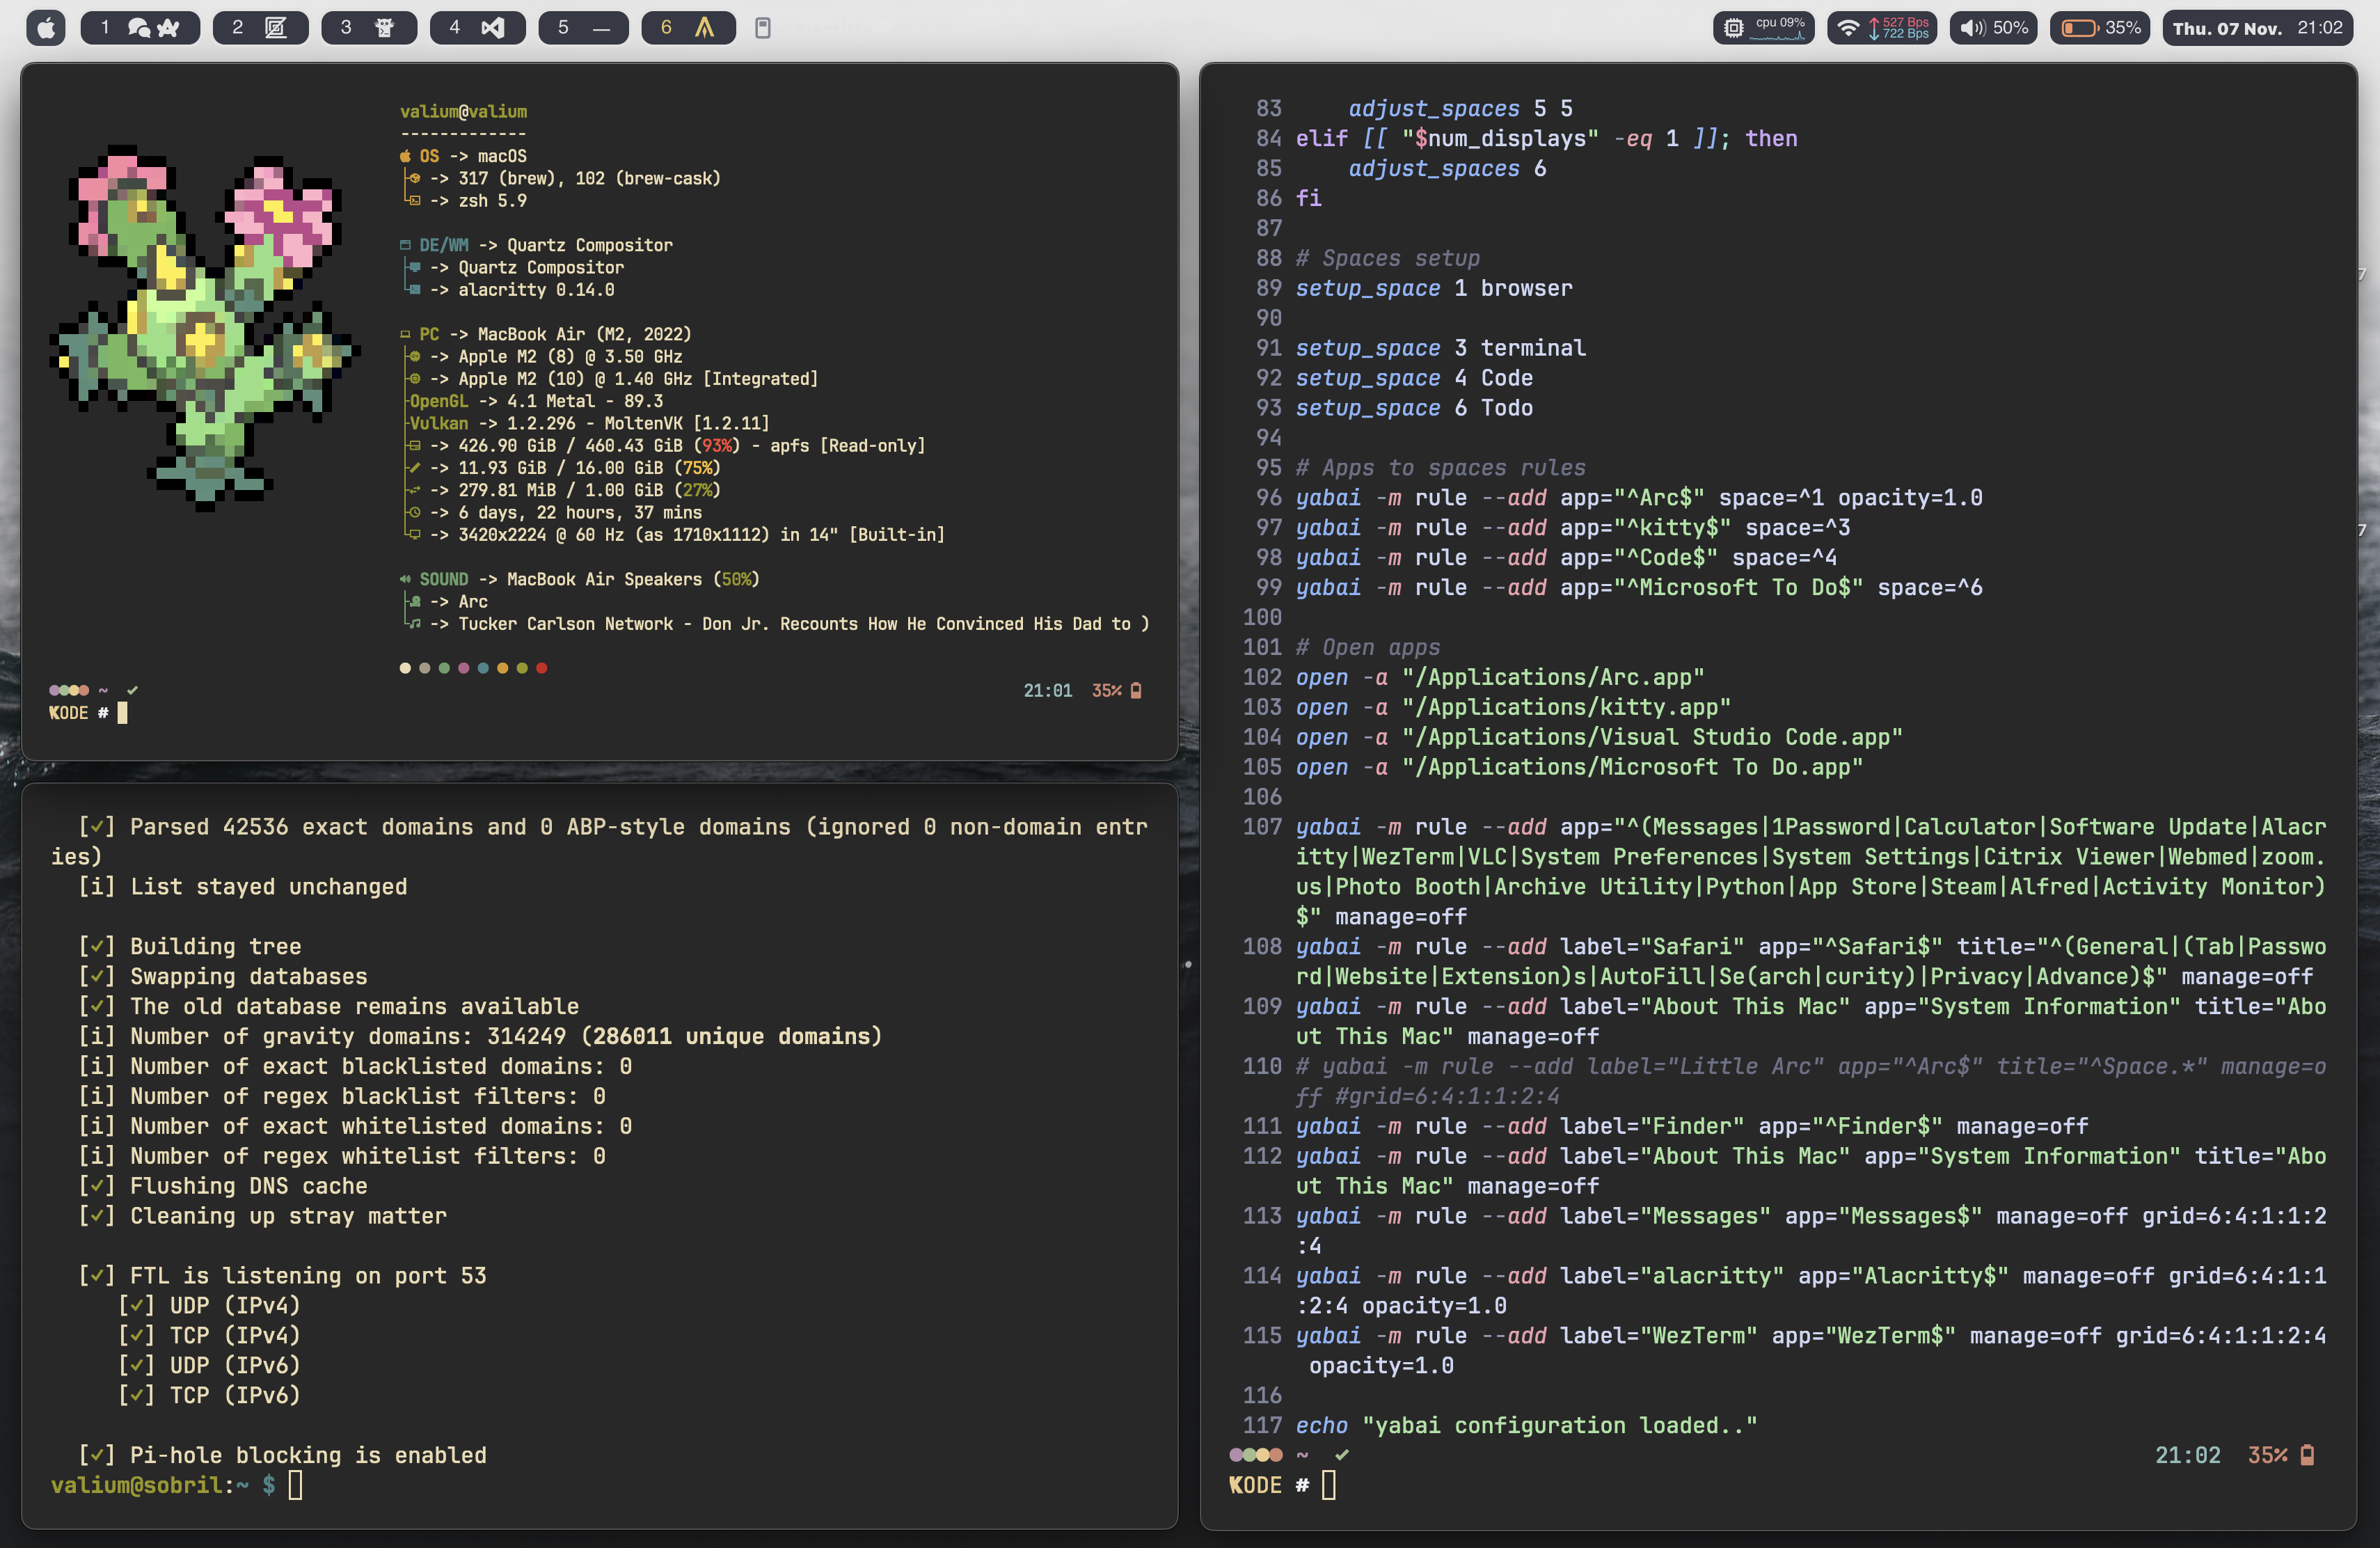 1
2
3
4
5 —
6
cpu 09%
527 Bps
722 Bps
50%
35%
Thu. 07 Nov. 21:02
valium@valium
-------------
OS -> macOS
-> 317 (brew), 102 (brew-cask)
-> zsh 5.9
DE/WM -> Quartz Compositor
-> Quartz Compositor
-> alacritty 0.14.0
PC -> MacBook Air (M2, 2022)
-> Apple M2 (8) @ 3.50 GHz
-> Apple M2 (10) @ 1.40 GHz [Integrated]
OpenGL -> 4.1 Metal - 89.3
Vulkan -> 1.2.296 - MoltenVK [1.2.11]
-> 426.90 GiB / 460.43 GiB (93%) - apfs [Read-only]
-> 11.93 GiB / 16.00 GiB (75%)
-> 279.81 MiB / 1.00 GiB (27%)
-> 6 days, 22 hours, 37 mins
-> 3420x2224 @ 60 Hz (as 1710x1112) in 14" [Built-in]
SOUND -> MacBook Air Speakers (50%)
-> Arc
-> Tucker Carlson Network - Don Jr. Recounts How He Convinced His Dad to )
~ ✓ 21:01 35%
KODE #
[✓] Parsed 42536 exact domains and 0 ABP-style domains (ignored 0 non-domain entr
ies)
[i] List stayed unchanged
[✓] Building tree
[✓] Swapping databases
[✓] The old database remains available
[i] Number of gravity domains: 314249 (286011 unique domains)
[i] Number of exact blacklisted domains: 0
[i] Number of regex blacklist filters: 0
[i] Number of exact whitelisted domains: 0
[i] Number of regex whitelist filters: 0
[✓] Flushing DNS cache
[✓] Cleaning up stray matter
[✓] FTL is listening on port 53
[✓] UDP (IPv4)
[✓] TCP (IPv4)
[✓] UDP (IPv6)
[✓] TCP (IPv6)
[✓] Pi-hole blocking is enabled
valium@sobril:~ $
83 adjust_spaces 5 5
84 elif [[ "$num_displays" -eq 1 ]]; then
85 adjust_spaces 6
86 fi
87
88 # Spaces setup
89 setup_space 1 browser
90
91 setup_space 3 terminal
92 setup_space 4 Code
93 setup_space 6 Todo
94
95 # Apps to spaces rules
96 yabai -m rule --add app="^Arc$" space=^1 opacity=1.0
97 yabai -m rule --add app="^kitty$" space=^3
98 yabai -m rule --add app="^Code$" space=^4
99 yabai -m rule --add app="^Microsoft To Do$" space=^6
100
101 # Open apps
102 open -a "/Applications/Arc.app"
103 open -a "/Applications/kitty.app"
104 open -a "/Applications/Visual Studio Code.app"
105 open -a "/Applications/Microsoft To Do.app"
106
107 yabai -m rule --add app="^(Messages|1Password|Calculator|Software Update|Alacr
itty|WezTerm|VLC|System Preferences|System Settings|Citrix Viewer|Webmed|zoom.
us|Photo Booth|Archive Utility|Python|App Store|Steam|Alfred|Activity Monitor)
$" manage=off
108 yabai -m rule --add label="Safari" app="^Safari$" title="^(General|(Tab|Passwo
rd|Website|Extension)s|AutoFill|Se(arch|curity)|Privacy|Advance)$" manage=off
109 yabai -m rule --add label="About This Mac" app="System Information" title="Abo
ut This Mac" manage=off
110 # yabai -m rule --add label="Little Arc" app="^Arc$" title="^Space.*" manage=o
ff #grid=6:4:1:1:2:4
111 yabai -m rule --add label="Finder" app="^Finder$" manage=off
112 yabai -m rule --add label="About This Mac" app="System Information" title="Abo
ut This Mac" manage=off
113 yabai -m rule --add label="Messages" app="Messages$" manage=off grid=6:4:1:1:2
:4
114 yabai -m rule --add label="alacritty" app="Alacritty$" manage=off grid=6:4:1:1
:2:4 opacity=1.0
115 yabai -m rule --add label="WezTerm" app="WezTerm$" manage=off grid=6:4:1:1:2:4
opacity=1.0
116
117 echo "yabai configuration loaded.."
~ ✓ 21:02 35%
KODE #
7
7